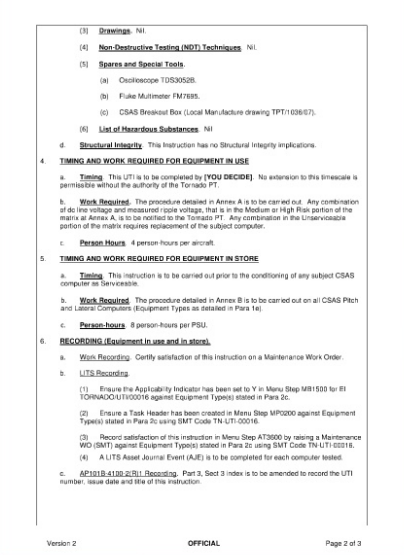 (3) Drawings. Nil.
(4) Non-Destructive Testing (NDT) Techniques. Nil.
(5) Spares and Special Tools.
(a) Oscilloscope TDS3052B.
(b) Fluke Multimeter FM7695.
(c) CSAS Breakout Box (Local Manufacture drawing TPT/1036/07).
(6) List of Hazardous Substances. Nil
d. Structural Integrity. This Instruction has no Structural Integrity implications.
4. TIMING AND WORK REQUIRED FOR EQUIPMENT IN USE
a. Timing. This UTI is to be completed by [YOU DECIDE]. No extension to this timescale is
permissible without the authority of the Tornado PT.
b. Work Required. The procedure detailed in Annex A is to be carried out. Any combination
of dc line voltage and measured ripple voltage, that is in the Medium or High Risk portion of the
matrix at Annex A, is to be notified to the Tornado PT. Any combination in the Unserviceable
portion of the matrix requires replacement of the subject computer.
c. Person Hours. 4 person-hours per aircraft.
5. TIMING AND WORK REQUIRED FOR EQUIPMENT IN STORE
a. Timing. This instruction is to be carried out prior to the conditioning of any subject CSAS
computer as Serviceable.
b. Work Required. The procedure detailed in Annex B is to be carried out on all CSAS Pitch
and Lateral Computers (Equipment Types as detailed in Para 1e).
c. Person-hours. 8 person-hours per PSU.
6. RECORDING (Equipment in use and in store).
a. Work Recording. Certify satisfaction of this instruction on a Maintenance Work Order.
b. LITS Recording.
(1) Ensure the Applicability Indicator has been set to Y in Menu Step MB1500 for EI
TORNADO/UTI/00016 against Equipment Type(s) stated in Para 2c.
(2) Ensure a Task Header has been created in Menu Step MP0200 against Equipment
Type(s) stated in Para 2c using SMT Code TN-UTI-00016.
(3) Record satisfaction of this instruction in Menu Step AT3600 by raising a Maintenance
WO (SMT) against Equipment Type(s) stated in Para 2c using SMT Code TN-UTI-00016.
(4) A LITS Asset Journal Event (AJE) is to be completed for each computer tested.
c. AP101B-4100-2(R)1 Recording. Part 3, Sect 3 index is to be amended to record the UTI
number, issue date and title of this instruction.
Version 2 OFFICIAL Page 2 of 3